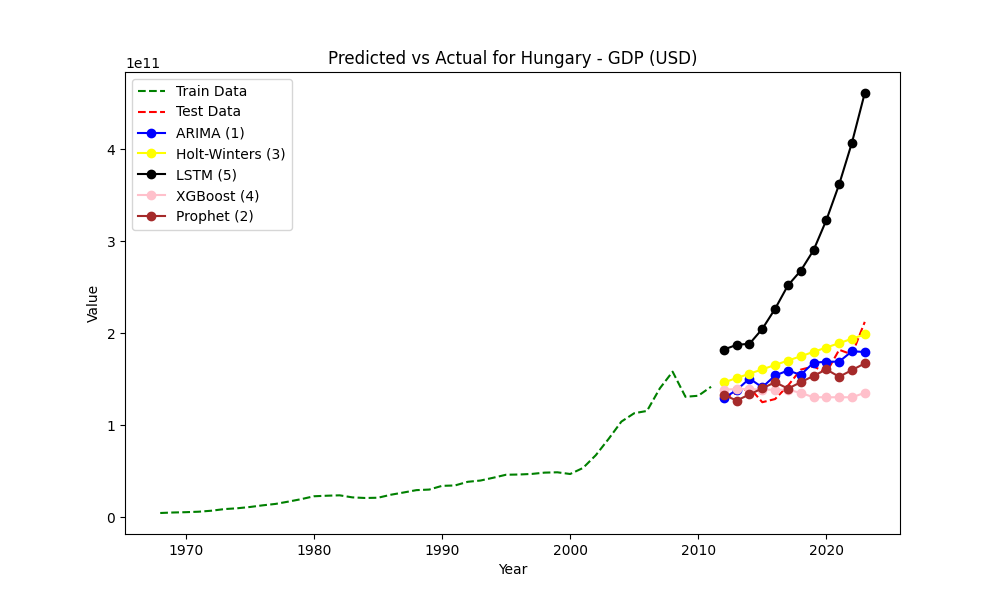 Predicted vs Actual for Hungary - GDP (USD)
1e11
Train Data
Test Data
ARIMA (1)
Holt-Winters (3)
LSTM (5)
XGBoost (4)
Prophet (2)
4
3
2
1
0
Value
1970
1980
1990
2000
2010
2020
Year